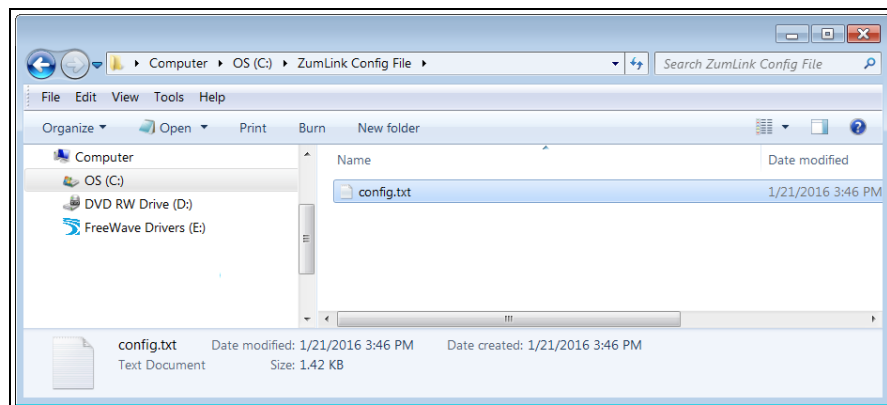 Computer OS (C:) ZumLink Config File Search ZumLink Config File
File Edit View Tools Help
Organize Open Print Burn New folder
Computer
OS (C:)
DVD RW Drive (D:)
FreeWave Drivers (E:)
Name Date modified
config.txt 1/21/2016 3:46 PM
config.txt Date modified: 1/21/2016 3:46 PM Date created: 1/21/2016 3:46 PM
Text Document Size: 1.42 KB